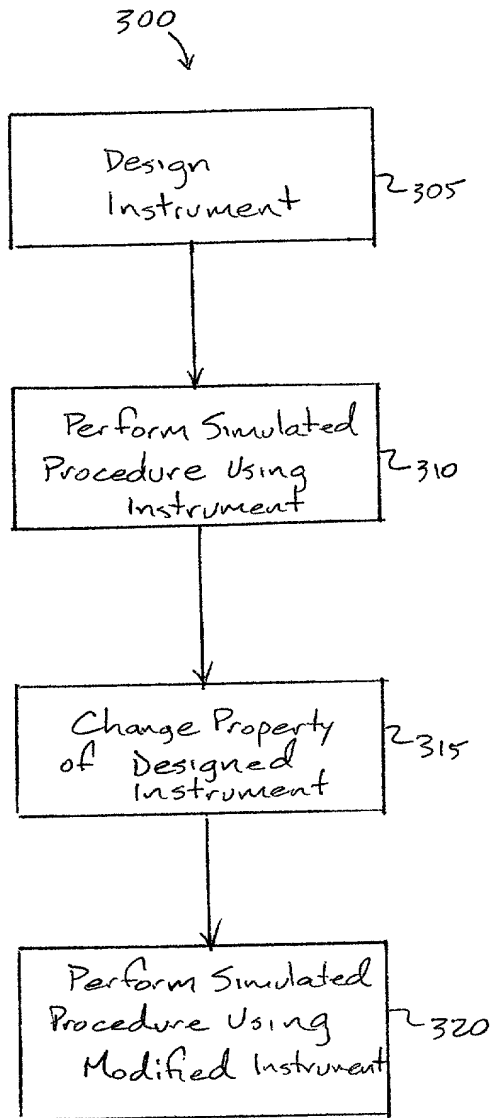 300
Design
Instrument
305
Perform Simulated
Procedure Using
Instrument
310
Change Property
of Designed
Instrument
315
Perform Simulated
Procedure Using
Modified Instrument
320